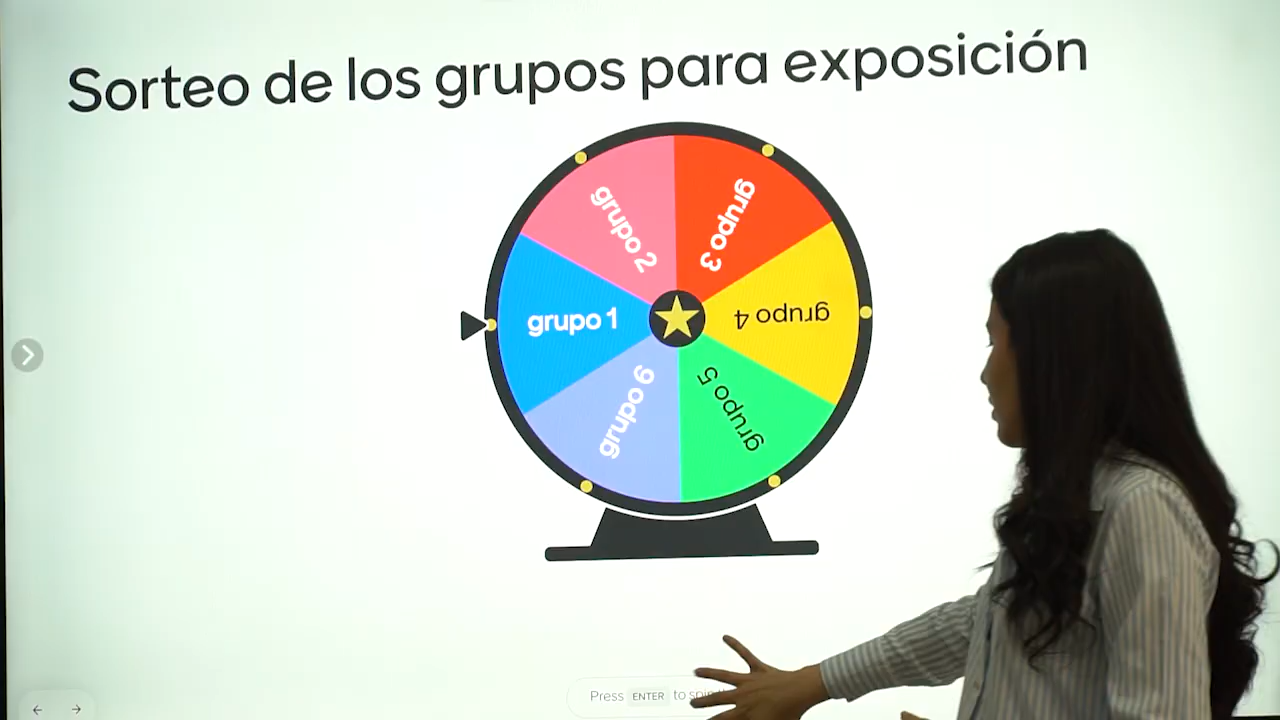 Sorteo de los grupos para exposición
grupo 2
grupo 3
grupo 1
grupo 4
grupo 6
grupo 5
Press ENTER to spin